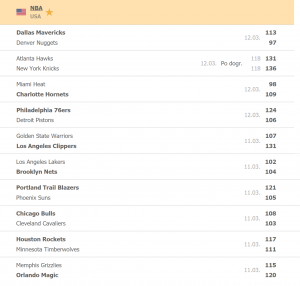 NBA
USA
Dallas Mavericks 113
12.03.
Denver Nuggets 97
Atlanta Hawks 118 131
12.03. Po dogr.
New York Knicks 118 136
Miami Heat 98
12.03.
Charlotte Hornets 109
Philadelphia 76ers 124
12.03.
Detroit Pistons 106
Golden State Warriors 107
11.03.
Los Angeles Clippers 131
Los Angeles Lakers 102
11.03.
Brooklyn Nets 104
Portland Trail Blazers 121
11.03.
Phoenix Suns 105
Chicago Bulls 108
11.03.
Cleveland Cavaliers 103
Houston Rockets 117
11.03.
Minnesota Timberwolves 111
Memphis Grizzlies 115
11.03.
Orlando Magic 120